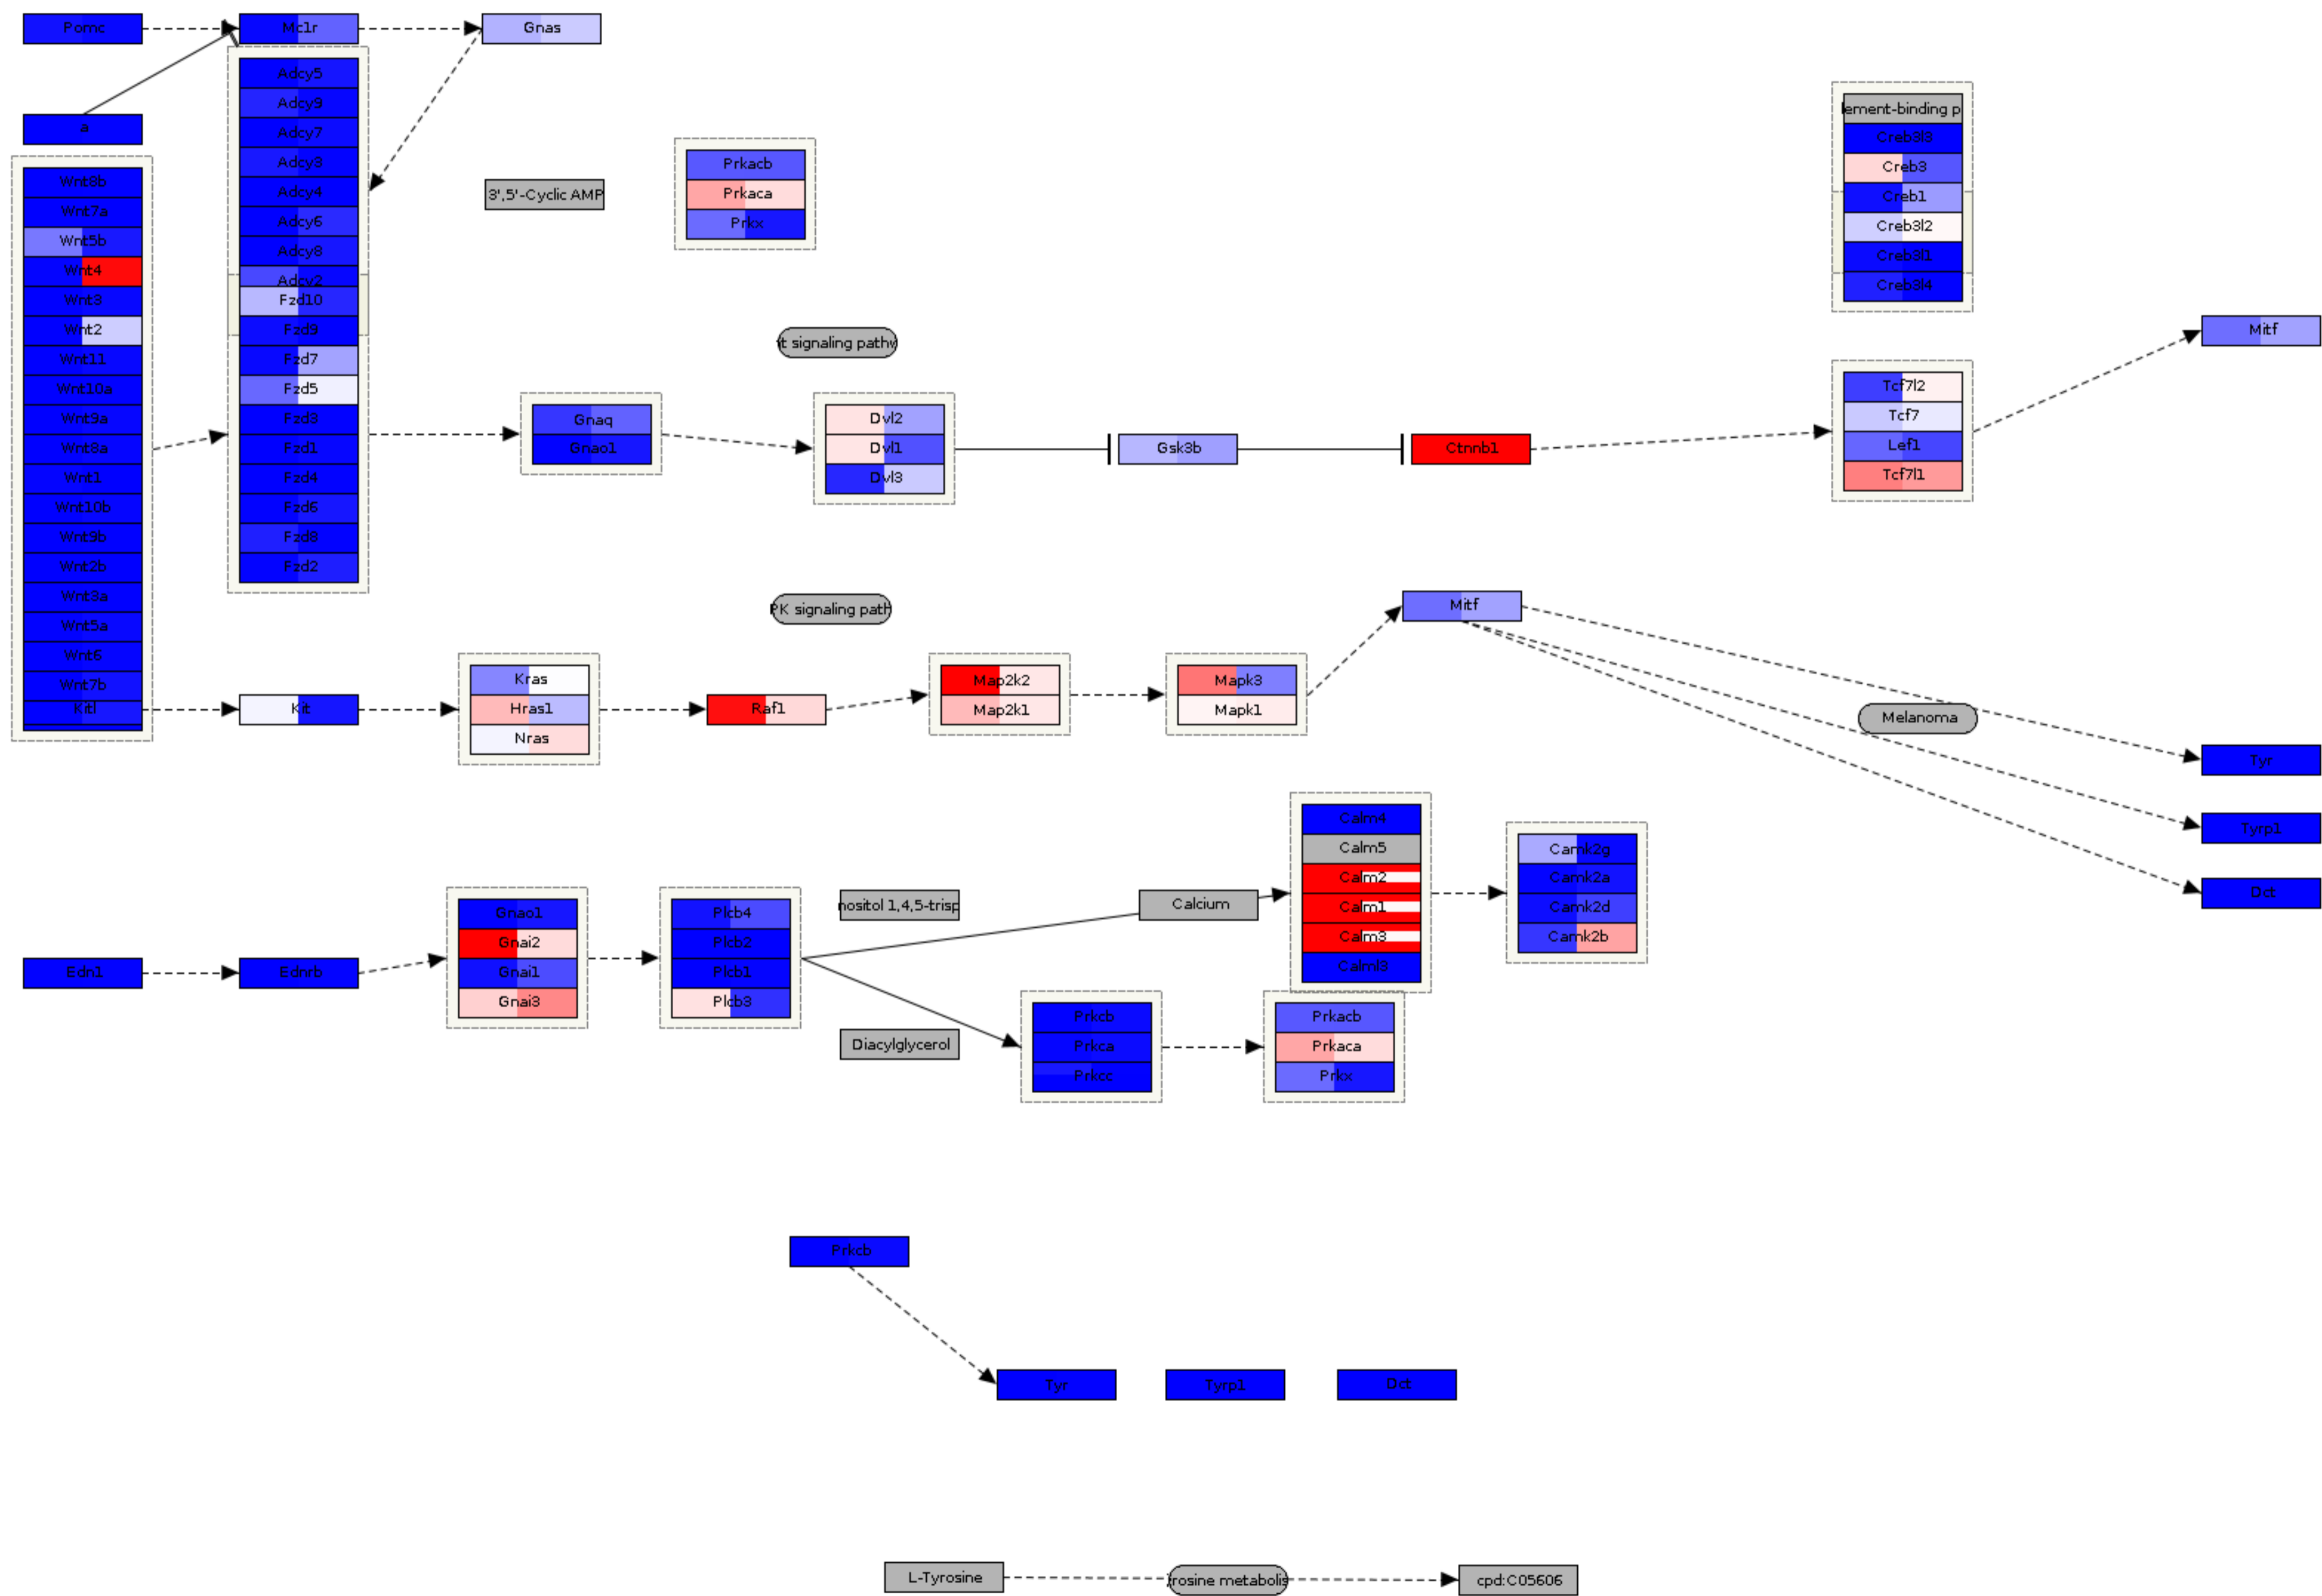 Pomc
Mc1r
Gnas
a
Adcy5
Adcy9
Adcy7
Adcy3
Adcy4
Adcy6
Adcy8
Adcy2
Fzd10
Fzd9
Fzd7
Fzd5
Fzd3
Fzd1
Fzd4
Fzd6
Fzd8
Fzd2
Wnt8b
Wnt7a
Wnt5b
Wnt4
Wnt3
Wnt2
Wnt11
Wnt10a
Wnt9a
Wnt8a
Wnt1
Wnt10b
Wnt9b
Wnt2b
Wnt3a
Wnt5a
Wnt6
Wnt7b
Kitl
3',5'-Cyclic AMP
Prkacb
Prkaca
Prkx
lement-binding p
Creb3l3
Creb3
Creb1
Creb3l2
Creb3l1
Creb3l4
t signaling pathw
Mitf
Gnaq
Gnao1
Dvl2
Dvl1
Dvl3
Gsk3b
Ctnnb1
Tcf7l2
Tcf7
Lef1
Tcf7l1
PK signaling path
Mitf
Kit
Kras
Hras1
Nras
Raf1
Map2k2
Map2k1
Mapk3
Mapk1
Melanoma
Tyr
Tyrp1
Dct
Edn1
Ednrb
Gnao1
Gnai2
Gnai1
Gnai3
Plcb4
Plcb2
Plcb1
Plcb3
nositol 1,4,5-trisp
Calcium
Calm4
Calm5
Calm2
Calm1
Calm3
Calml3
Camk2g
Camk2a
Camk2d
Camk2b
Diacylglycerol
Prkcb
Prkca
Prkcc
Prkacb
Prkaca
Prkx
Prkcb
Tyr
Tyrp1
Dct
L-Tyrosine
rosine metabolis
cpd:C05606